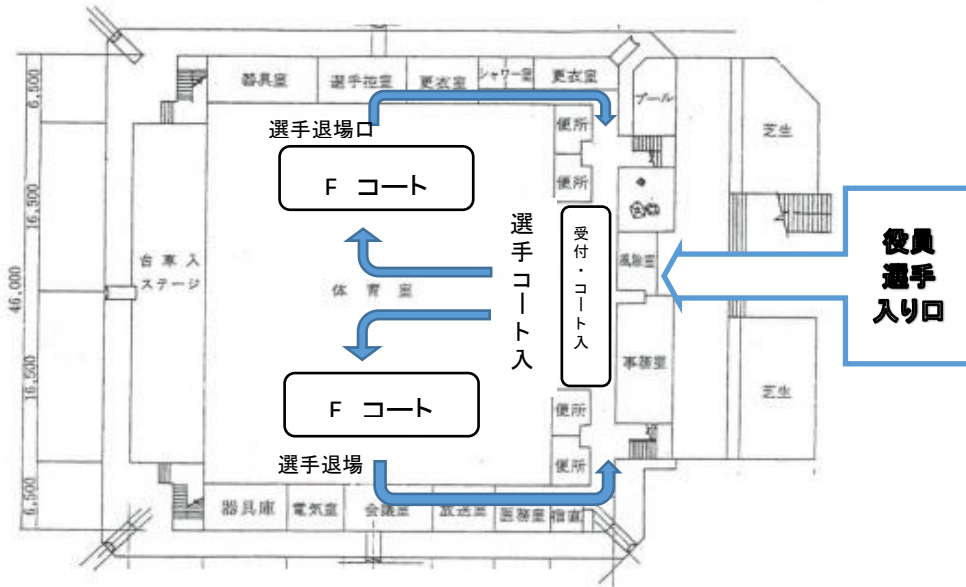 器具室
選手控室
更衣室
シャワー室
更衣室
プール
芝生
選手退場口
便所
F コート
便所
選手コート入
受付・コート入
風除室
役員
選手
入り口
台車入
ステージ
体育室
事務室
芝生
F コート
便所
選手退場
便所
器具庫
電気室
会議室
放送室
医務室
宿直
6,500
16,500
46,000
16,500
6,500